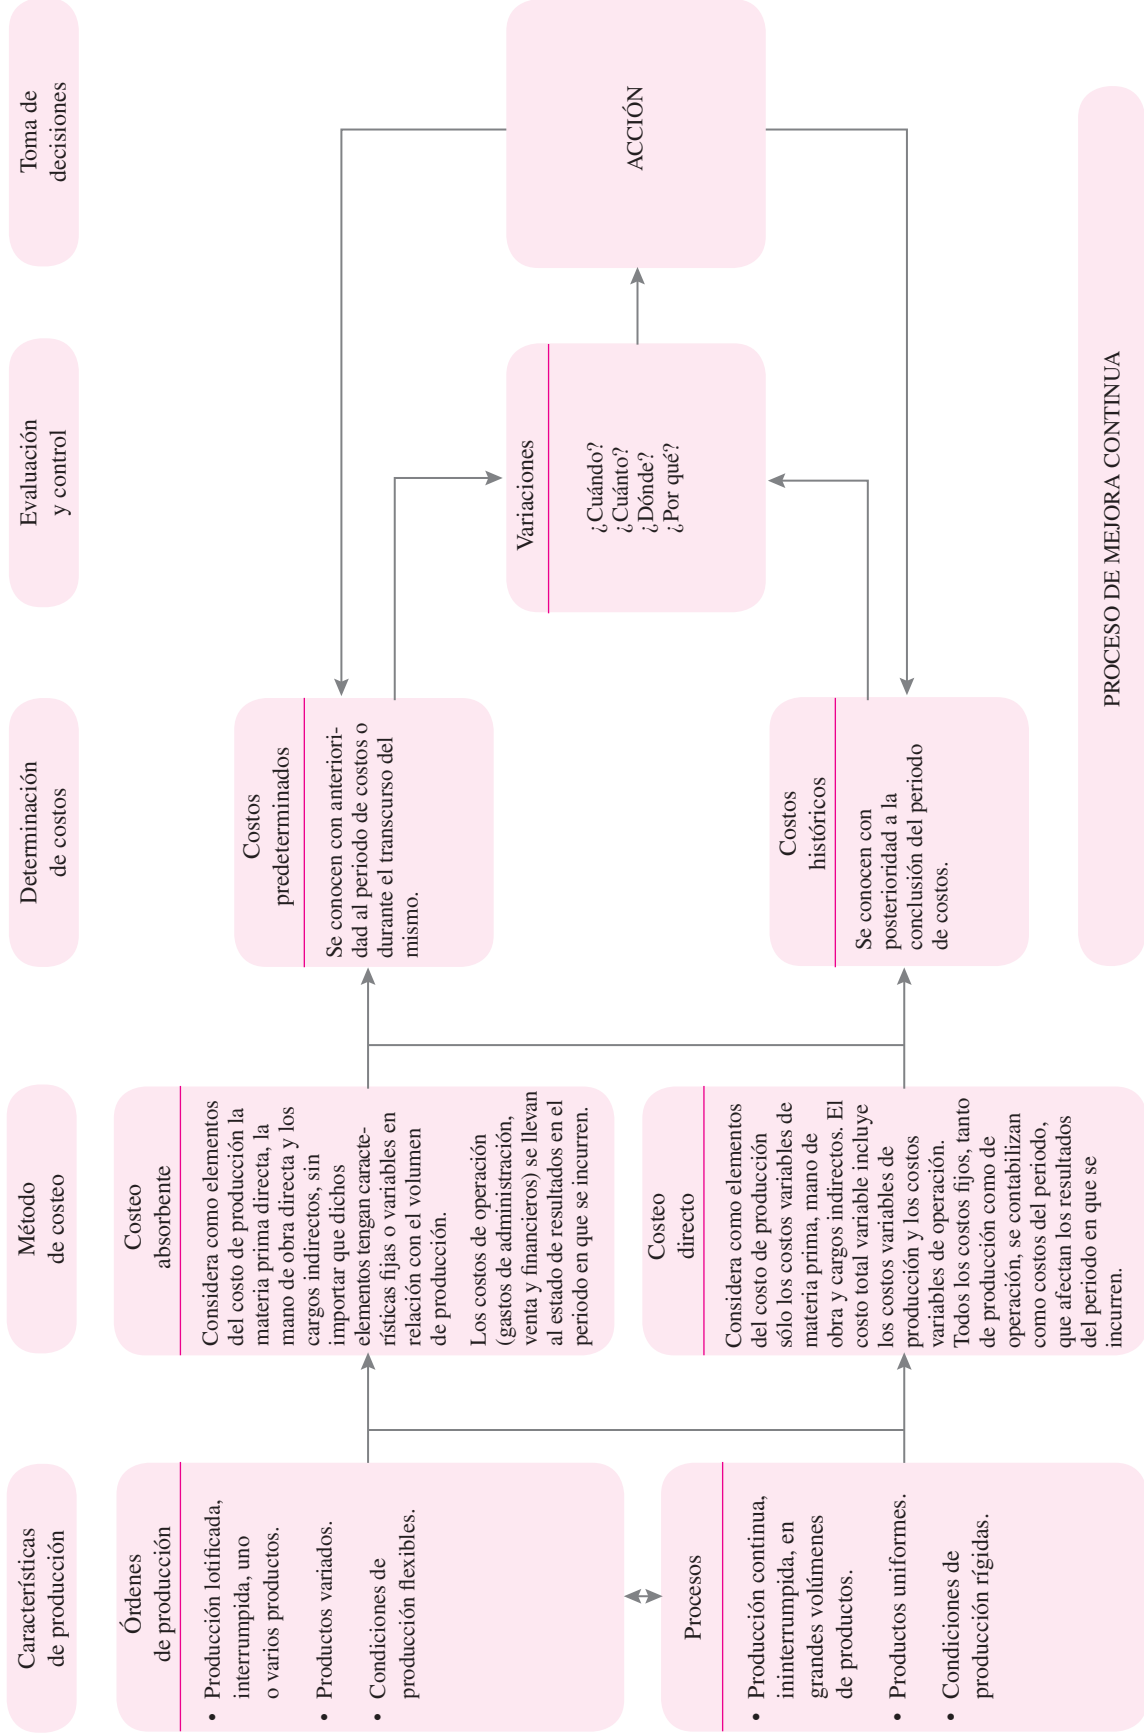 Características
de producción
Método
de costeo
Determinación
de costos
Evaluación
y control
Toma de
decisiones
Órdenes
de producción
• Producción lotificada,
interrumpida, uno
o varios productos.
• Productos variados.
• Condiciones de
producción flexibles.
Procesos
• Producción continua,
ininterrumpida, en
grandes volúmenes
de productos.
• Productos uniformes.
• Condiciones de
producción rígidas.
Costeo
absorbente
Considera como elementos
del costo de producción la
materia prima directa, la
mano de obra directa y los
cargos indirectos, sin
importar que dichos
elementos tengan caracte-
rísticas fijas o variables en
relación con el volumen
de producción.
Los costos de operación
(gastos de administración,
venta y financieros) se llevan
al estado de resultados en el
periodo en que se incurren.
Costeo
directo
Considera como elementos
del costo de producción
sólo los costos variables de
materia prima, mano de
obra y cargos indirectos. El
costo total variable incluye
los costos variables de
producción y los costos
variables de operación.
Todos los costos fijos, tanto
de producción como de
operación, se contabilizan
como costos del periodo,
que afectan los resultados
del periodo en que se
incurren.
Costos
predeterminados
Se conocen con anteriori-
dad al periodo de costos o
durante el transcurso del
mismo.
Costos
históricos
Se conocen con
posterioridad a la
conclusión del periodo
de costos.
Variaciones
¿Cuándo?
¿Cuánto?
¿Dónde?
¿Por qué?
ACCIÓN
PROCESO DE MEJORA CONTINUA